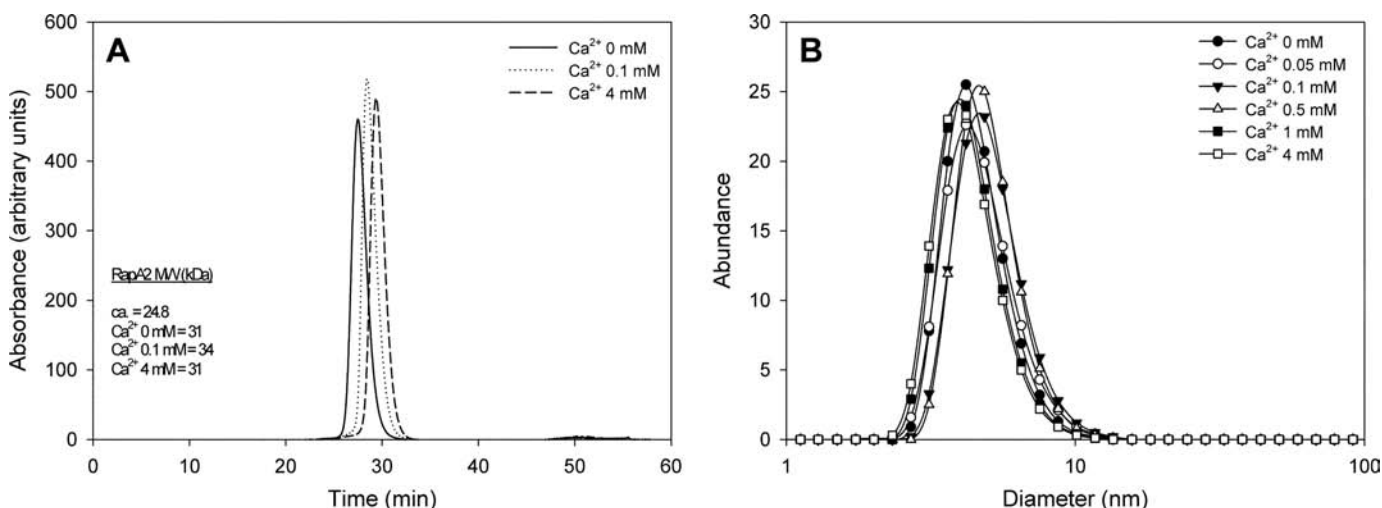 A
Ca²⁺ 0 mM
Ca²⁺ 0.1 mM
Ca²⁺ 4 mM
600
500
400
300
200
100
0
Absorbance (arbitrary units)
RapA2 MW (kDa)
ca. = 24.8
Ca²⁺ 0 mM = 31
Ca²⁺ 0.1 mM = 34
Ca²⁺ 4 mM = 31
0 10 20 30 40 50 60
Time (min)
B
Ca²⁺ 0 mM
Ca²⁺ 0.05 mM
Ca²⁺ 0.1 mM
Ca²⁺ 0.5 mM
Ca²⁺ 1 mM
Ca²⁺ 4 mM
30
25
20
15
10
5
0
Abundance
1 10 100
Diameter (nm)